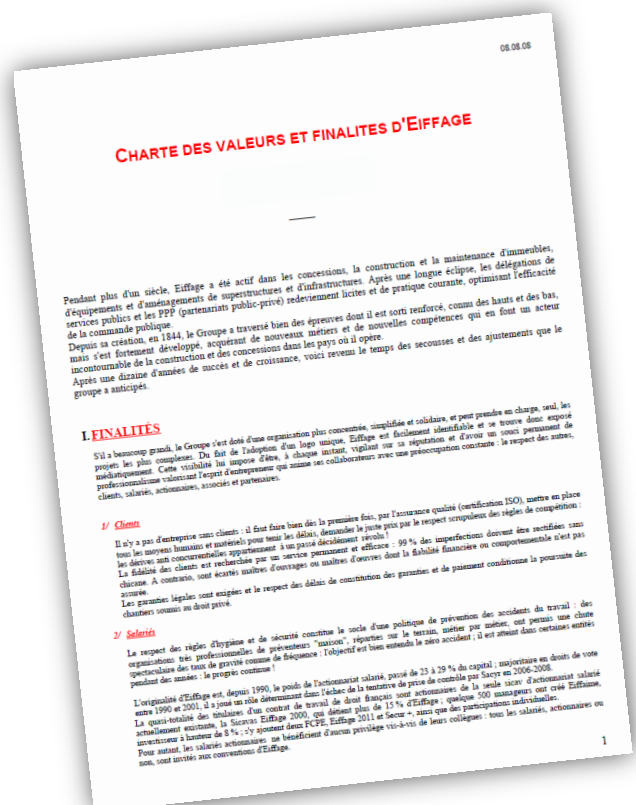 08.08.08
CHARTE DES VALEURS ET FINALITES D'EIFFAGE
Pendant plus d'un siècle, Eiffage a été actif dans les concessions, la construction et la maintenance d'immeubles,
d'équipements et d'aménagements de superstructures et d'infrastructures. Après une longue éclipse, les délégations de
services publics et les PPP (partenariats public-privé) redeviennent licites et de pratique courante, optimisant l'efficacité
de la commande publique.
Depuis sa création, en 1844, le Groupe a traversé bien des épreuves dont il est sorti renforcé, connu des hauts et des bas,
mais s'est fortement développé, acquérant de nouveaux métiers et de nouvelles compétences qui en font un acteur
incontournable de la construction et des concessions dans les pays où il opère.
Après une dizaine d'années de succès et de croissance, voici revenu le temps des secousses et des ajustements que le
groupe a anticipés.
I. FINALITÉS
S'il a beaucoup grandi, le Groupe s'est doté d'une organisation plus concentrée, simplifiée et solidaire, et peut prendre en charge, seul, les
projets les plus complexes. Du fait de l'adoption d'un logo unique, Eiffage est facilement identifiable et se trouve donc exposé
médiatiquement. Cette visibilité lui impose d'être, à chaque instant, vigilant sur sa réputation et d'avoir un souci permanent de
professionnalisme valorisant l'esprit d'entrepreneur qui anime ses collaborateurs avec une préoccupation constante : le respect des autres,
clients, salariés, actionnaires, associés et partenaires.
1/ Clients
Il n'y a pas d'entreprise sans clients : il faut faire bien dès la première fois, par l'assurance qualité (certification ISO), mettre en place
tous les moyens humains et matériels pour tenir les délais, demander le juste prix par le respect scrupuleux des règles de compétition :
les dérives anti concurrentielles appartiennent à un passé décidément révolu !
La fidélité des clients est recherchée par un service permanent et efficace : 99 % des imperfections doivent être rectifiées sans
chicane. A contrario, sont écartés maîtres d'ouvrages ou maîtres d'œuvres dont la fiabilité financière ou comportementale n'est pas
assurée.
Les garanties légales sont exigées et le respect des délais de constitution des garanties et de paiement conditionne la poursuite des
chantiers soumis au droit privé.
2/ Salariés
Le respect des règles d'hygiène et de sécurité constitue le socle d'une politique de prévention des accidents du travail : des
organisations très professionnelles de préventeurs "maison", réparties sur le terrain, métier par métier, ont permis une chute
spectaculaire des taux de gravité comme de fréquence : l'objectif est bien entendu le zéro accident ; il est atteint dans certaines entités
pendant des années : le progrès continue !
L'originalité d'Eiffage est, depuis 1990, le poids de l'actionnariat salarié, passé de 23 à 29 % du capital ; majoritaire en droits de vote
entre 1990 et 2001, il a joué un rôle déterminant dans l'échec de la tentative de prise de contrôle par Sacyr en 2006-2008.
La quasi-totalité des titulaires d'un contrat de travail de droit français sont actionnaires de la seule sicav d'actionnariat salarié
actuellement existante, la Sicavas Eiffage 2000, qui détient plus de 15 % d'Eiffage ; quelque 500 managers ont créé Eiffaime,
investisseur à hauteur de 8 % ; s'y ajoutent deux FCPE, Eiffage 2011 et Secur +, ainsi que des participations individuelles.
Pour autant, les salariés actionnaires ne bénéficient d'aucun privilège vis-à-vis de leurs collègues : tous les salariés, actionnaires ou
non, sont invités aux conventions d'Eiffage.
1